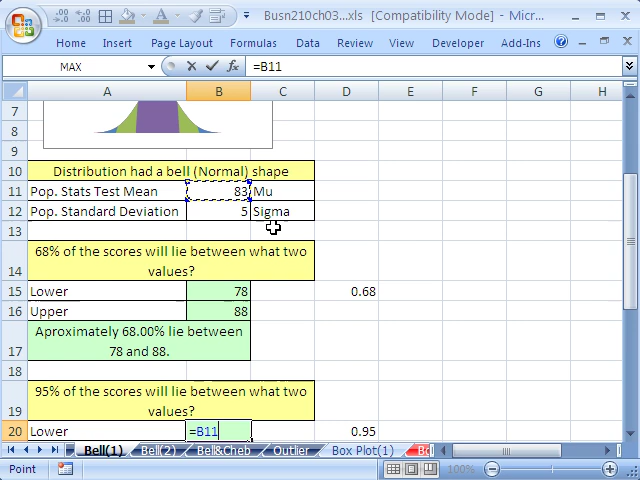 Busn210ch03...xls [Compatibility Mode] - Micr...
Home Insert Page Layout Formulas Data Review View Developer Add-Ins
MAX =B11
A B C D E F G H
7
8
9
10 Distribution had a bell (Normal) shape
11 Pop. Stats Test Mean 83 Mu
12 Pop. Standard Deviation 5 Sigma
13
68% of the scores will lie between what two
14 values?
15 Lower 78 0.68
16 Upper 88
Aproximately 68.00% lie between
17 78 and 88.
18
95% of the scores will lie between what two
19 values?
20 Lower =B11 0.95
Bell(1) Bell(2) Bell&Cheb Outlier Box Plot(1) Bo
Point 100%